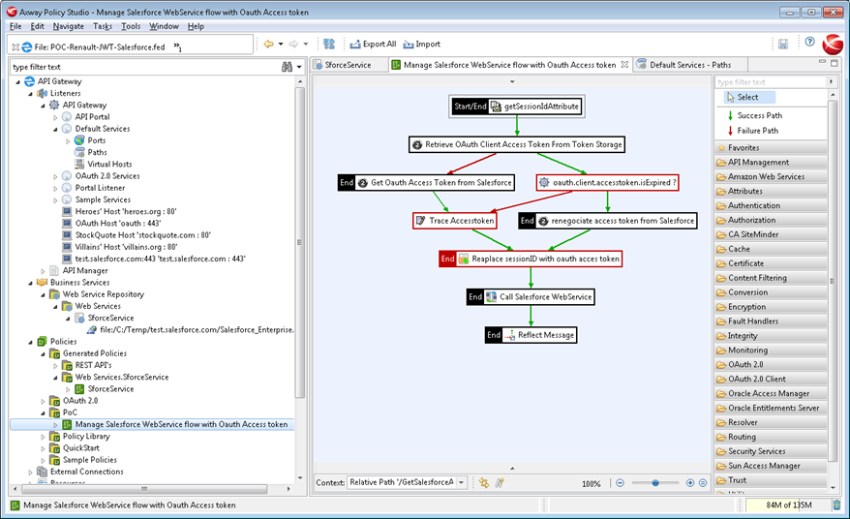 Axway Policy Studio - Manage Salesforce WebService flow with Oauth Access token
File Edit Navigate Tasks Tools Window Help
File: POC-Renault-JWT-Salesforce.fed
»1
Export All
Import
type filter text
API Gateway
Listeners
API Gateway
API Portal
Default Services
Ports
Paths
Virtual Hosts
OAuth 2.0 Services
Portal Listener
Sample Services
Heroes' Host 'heroes.org : 80'
OAuth Host 'oauth : 443'
StockQuote Host 'stockquote.com : 80'
Villains' Host 'villains.org : 80'
test.salesforce.com:443 'test.salesforce.com : 443'
API Manager
Business Services
Web Service Repository
Web Services
SforceService
file:/C:/Temp/test.salesforce.com/Salesforce_Enterprise.
Policies
Generated Policies
REST API's
Web Services.SforceService
SforceService
OAuth 2.0
PoC
Manage Salesforce WebService flow with Oauth Access token
Policy Library
QuickStart
Sample Policies
External Connections
SforceService
Manage Salesforce WebService flow with Oauth Access token
Default Services - Paths
Start/End getSessionIdAttribute
Retrieve OAuth Client Access Token From Token Storage
End Get Oauth Access Token from Salesforce
oauth.client.accesstoken.isExpired ?
Trace Accesstoken
End renegociate access token from Salesforce
End Reaplace sessionID with oauth acces token
End Call Salesforce WebService
End Reflect Message
Context: Relative Path '/GetSalesforceA
100%
type filter text
Select
Success Path
Failure Path
Favorites
API Management
Amazon Web Services
Attributes
Authentication
Authorization
CA SiteMinder
Cache
Certificate
Content Filtering
Conversion
Encryption
Fault Handlers
Integrity
Monitoring
OAuth 2.0
OAuth 2.0 Client
Oracle Access Manager
Oracle Entitlements Server
Resolver
Routing
Security Services
Sun Access Manager
Trust
Manage Salesforce WebService flow with Oauth Access token
84M of 135M